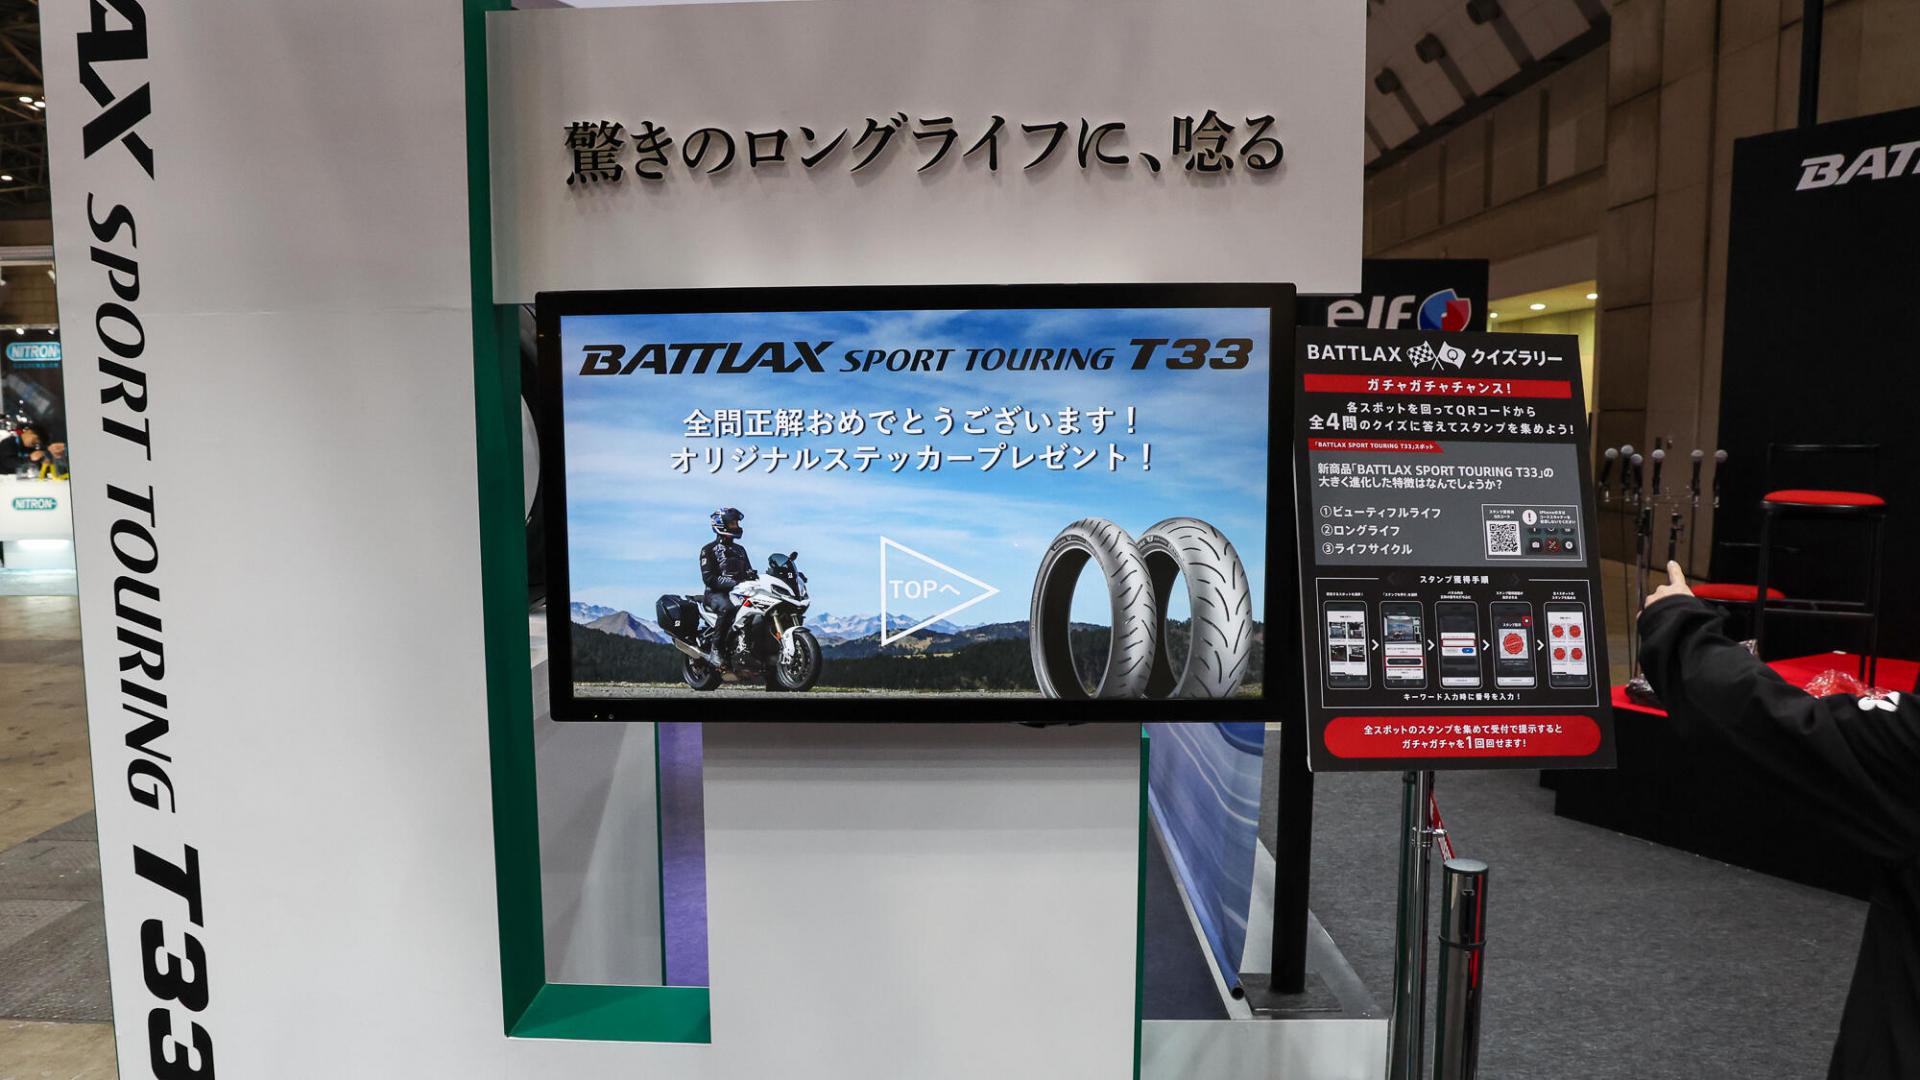 AX SPORT TOURING T33
驚きのロングライフに、唸る
BATTLAX SPORT TOURING T33
全問正解おめでとうございます！
オリジナルステッカープレゼント！
TOPへ
NITRON
NITRON
elf
BAT
BATTLAX Q クイズラリー
ガチャガチャチャンス！
各スポットを回ってQRコードから
全4問のクイズに答えてスタンプを集めよう！
「BATTLAX SPORT TOURING T33」スポット
新商品「BATTLAX SPORT TOURING T33」の
大きく進化した特徴はなんでしょうか？
①ビューティフルライフ
②ロングライフ
③ライフサイクル
スタンプ獲得手順
キーワード入力時に番号を入力！
全スポットのスタンプを集めて受付で提示すると
ガチャガチャを1回回せます！